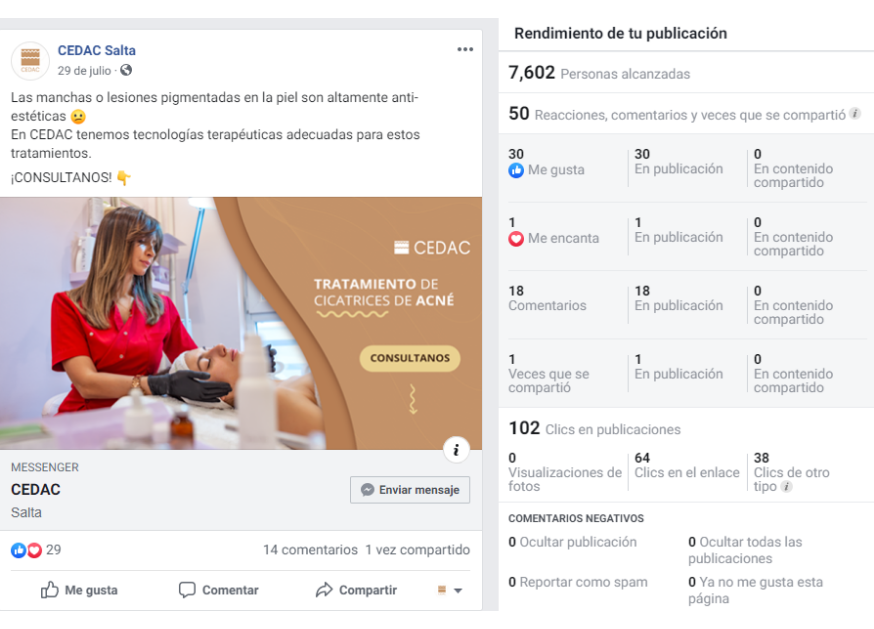 CEDAC Salta
29 de julio ·
Las manchas o lesiones pigmentadas en la piel son altamente anti-
estéticas
En CEDAC tenemos tecnologías terapéuticas adecuadas para estos
tratamientos.
¡CONSULTANOS!
CEDAC
TRATAMIENTO DE
CICATRICES DE ACNÉ
CONSULTANOS
MESSENGER
CEDAC
Salta
Enviar mensaje
29
14 comentarios 1 vez compartido
Me gusta
Comentar
Compartir
Rendimiento de tu publicación
7,602 Personas alcanzadas
50 Reacciones, comentarios y veces que se compartió
30
Me gusta
30
En publicación
0
En contenido
compartido
1
Me encanta
1
En publicación
0
En contenido
compartido
18
Comentarios
18
En publicación
0
En contenido
compartido
1
Veces que se
compartió
1
En publicación
0
En contenido
compartido
102 Clics en publicaciones
0
Visualizaciones de
fotos
64
Clics en el enlace
38
Clics de otro
tipo
COMENTARIOS NEGATIVOS
0 Ocultar publicación
0 Ocultar todas las
publicaciones
0 Reportar como spam
0 Ya no me gusta esta
página